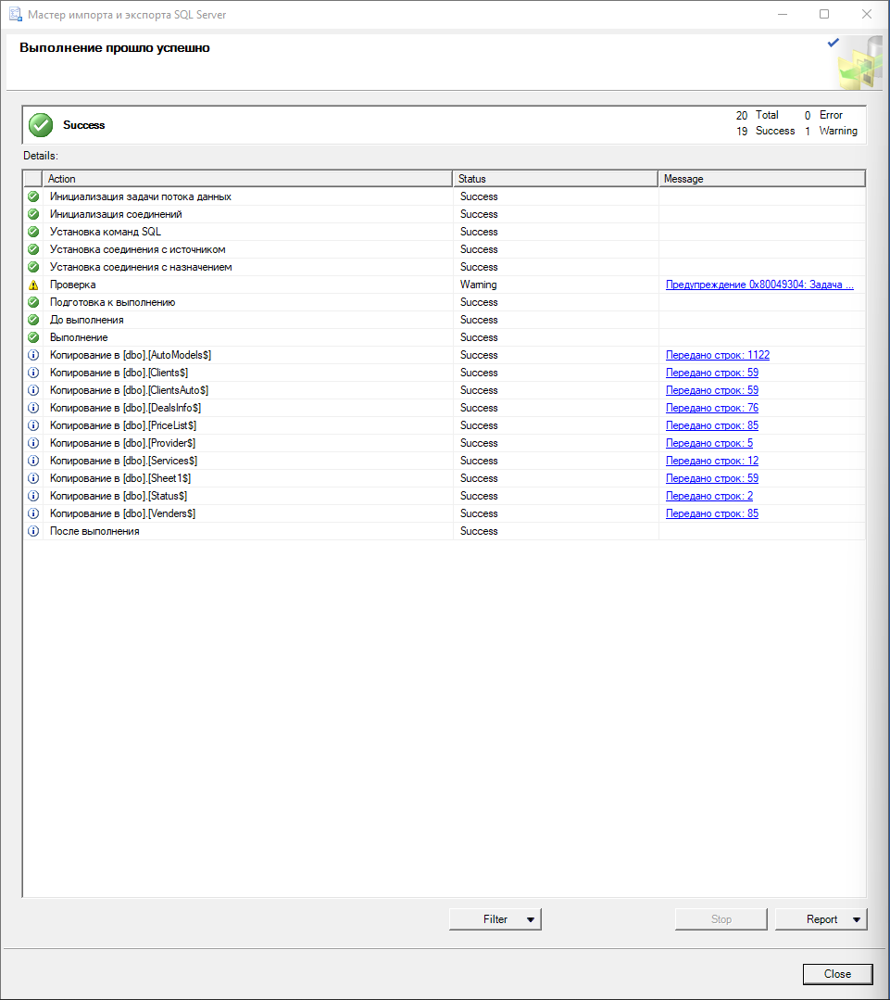 Мастер импорта и экспорта SQL Server
Выполнение прошло успешно
Success
20 Total 0 Error
19 Success 1 Warning
Details:
Action Status Message
Инициализация задачи потока данных Success
Инициализация соединений Success
Установка команд SQL Success
Установка соединения с источником Success
Установка соединения с назначением Success
Проверка Warning Предупреждение 0x80049304: Задача ...
Подготовка к выполнению Success
До выполнения Success
Выполнение Success
Копирование в [dbo].[AutoModels$] Success Передано строк: 1122
Копирование в [dbo].[Clients$] Success Передано строк: 59
Копирование в [dbo].[ClientsAuto$] Success Передано строк: 59
Копирование в [dbo].[DealsInfo$] Success Передано строк: 76
Копирование в [dbo].[PriceList$] Success Передано строк: 85
Копирование в [dbo].[Provider$] Success Передано строк: 5
Копирование в [dbo].[Services$] Success Передано строк: 12
Копирование в [dbo].[Sheet1$] Success Передано строк: 59
Копирование в [dbo].[Status$] Success Передано строк: 2
Копирование в [dbo].[Venders$] Success Передано строк: 85
После выполнения Success
Filter Stop Report
Close